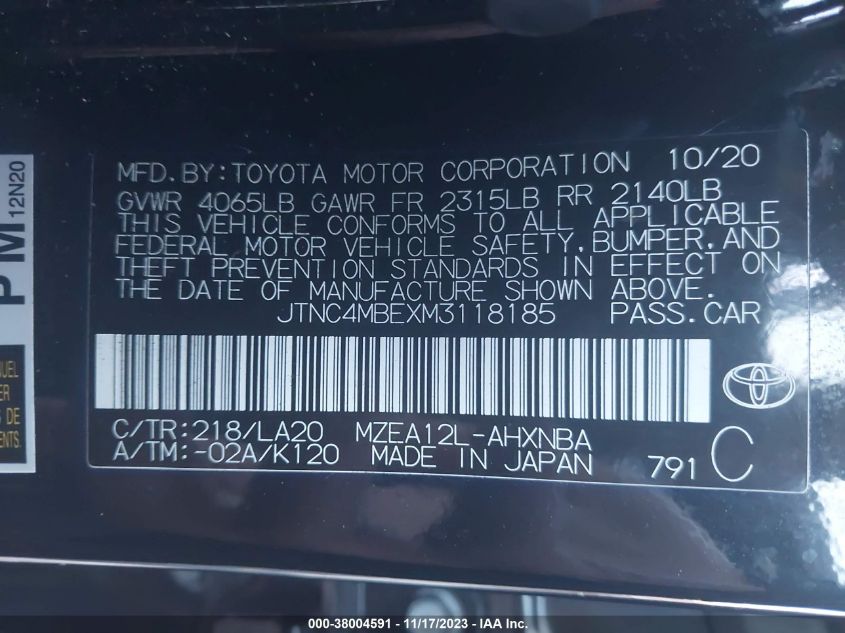 MFD.BY:TOYOTA MOTOR CORPORATION 10/20
GVWR 4065LB GAWR FR 2315LB RR 2140LB
THIS VEHICLE CONFORMS TO ALL APPLICABLE
FEDERAL MOTOR VEHICLE SAFETY,BUMPER,AND
THEFT PREVENTION STANDARDS IN EFFECT ON
THE DATE OF MANUFACTURE SHOWN ABOVE.
JTNC4MBEXM3118185 PASS.CAR
C/TR:218/LA20 MZEA12L-AHXNBA
A/TM:-02A/K120 MADE IN JAPAN 791 C
PM
12N20
DE
000-38004591 - 11/17/2023 - IAA Inc.